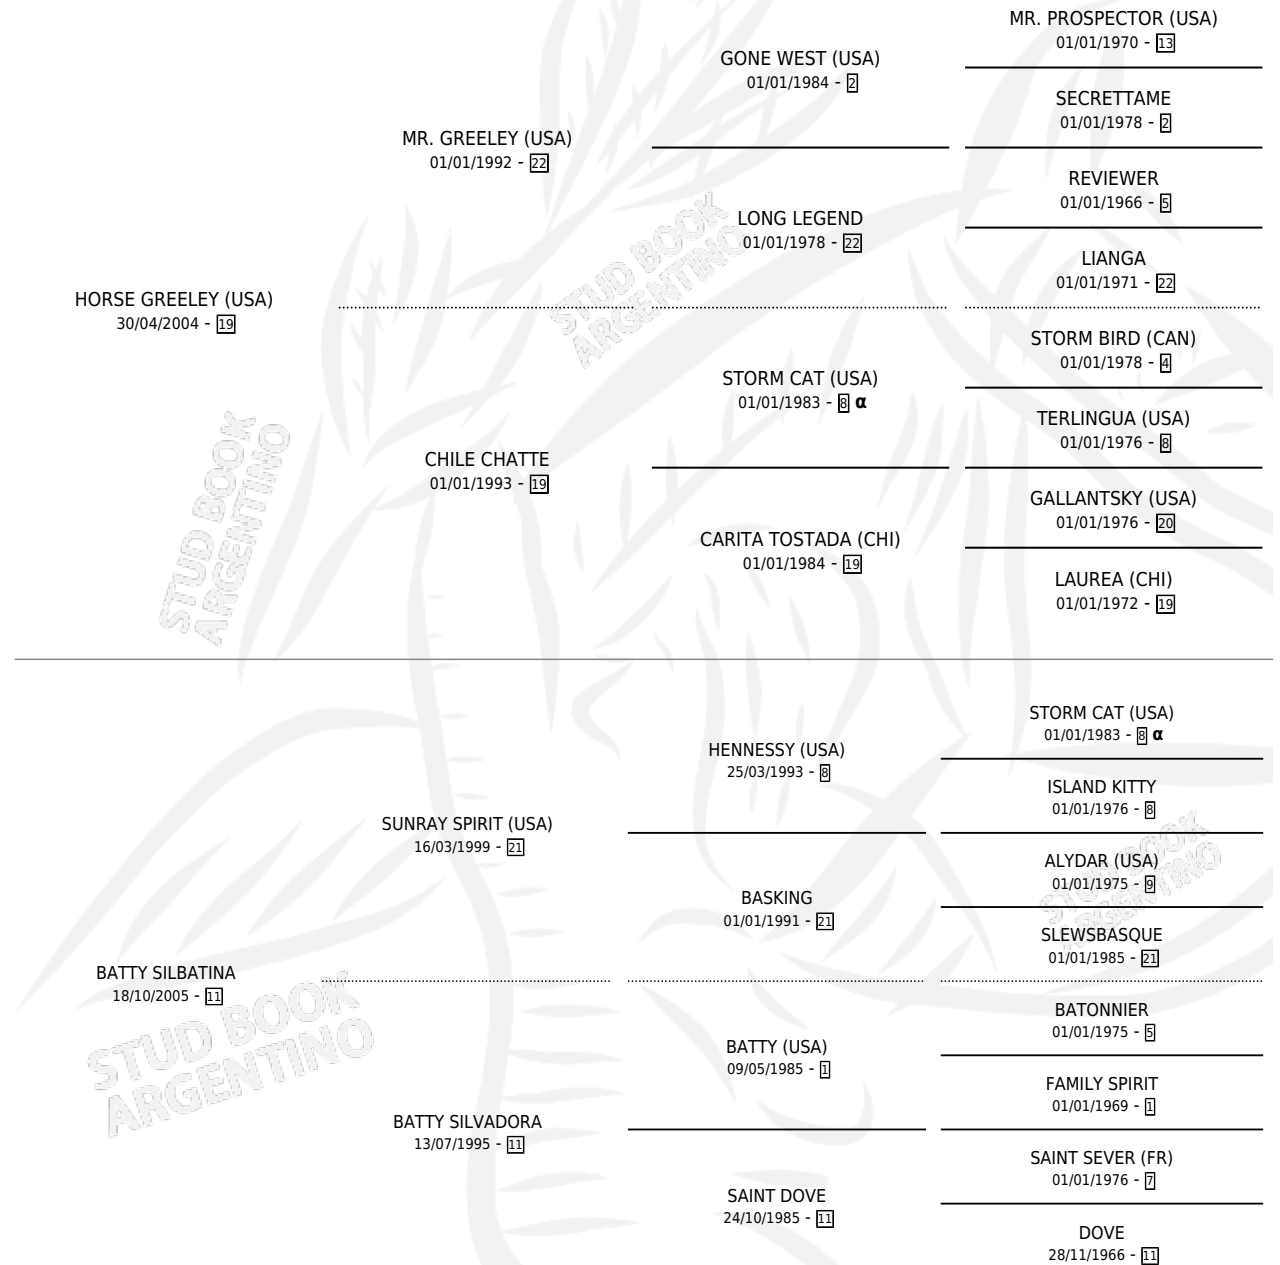 MR. PROSPECTOR (USA)
01/01/1970 - 13
GONE WEST (USA)
01/01/1984 - 2
SECRETTAME
01/01/1978 - 2
MR. GREELEY (USA)
01/01/1992 - 22
REVIEWER
01/01/1966 - 5
LONG LEGEND
01/01/1978 - 22
LIANGA
01/01/1971 - 22
HORSE GREELEY (USA)
30/04/2004 - 19
STORM BIRD (CAN)
01/01/1978 - 4
STORM CAT (USA)
01/01/1983 - 8 α
TERLINGUA (USA)
01/01/1976 - 8
CHILE CHATTE
01/01/1993 - 19
GALLANTSKY (USA)
01/01/1976 - 20
CARITA TOSTADA (CHI)
01/01/1984 - 19
LAUREA (CHI)
01/01/1972 - 19
STORM CAT (USA)
01/01/1983 - 8 α
HENNESSY (USA)
25/03/1993 - 8
ISLAND KITTY
01/01/1976 - 8
SUNRAY SPIRIT (USA)
16/03/1999 - 21
ALYDAR (USA)
01/01/1975 - 9
BASKING
01/01/1991 - 21
SLEWSBASQUE
01/01/1985 - 21
BATTY SILBATINA
18/10/2005 - 11
BATONNIER
01/01/1975 - 5
BATTY (USA)
09/05/1985 - 1
FAMILY SPIRIT
01/01/1969 - 1
BATTY SILVADORA
13/07/1995 - 11
SAINT SEVER (FR)
01/01/1976 - 7
SAINT DOVE
24/10/1985 - 11
DOVE
28/11/1966 - 11
STUD BOOK
ARGENTINO
STUD BOOK
ARGENTINO
STUD BOOK
ARGENTINO
STUD BOOK
ARGENTINO